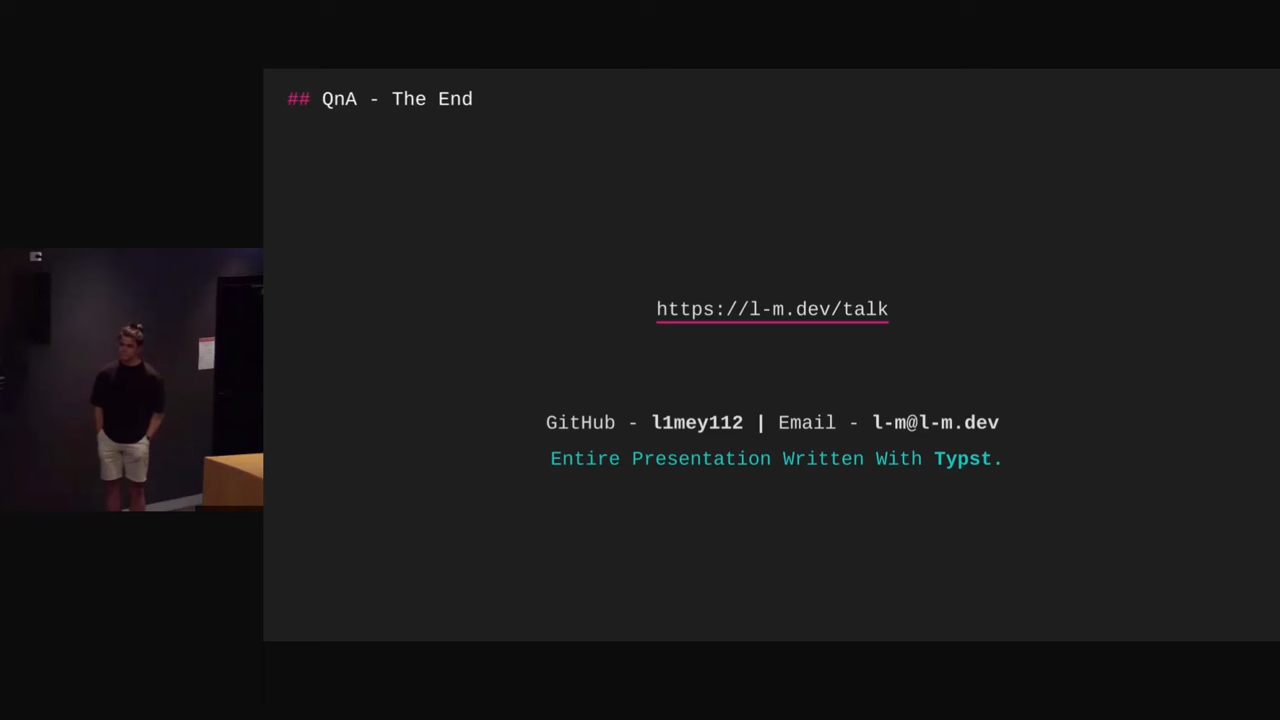 ## QnA - The End
https://l-m.dev/talk
GitHub - l1mey112 | Email - l-m@l-m.dev
Entire Presentation Written With Typst.